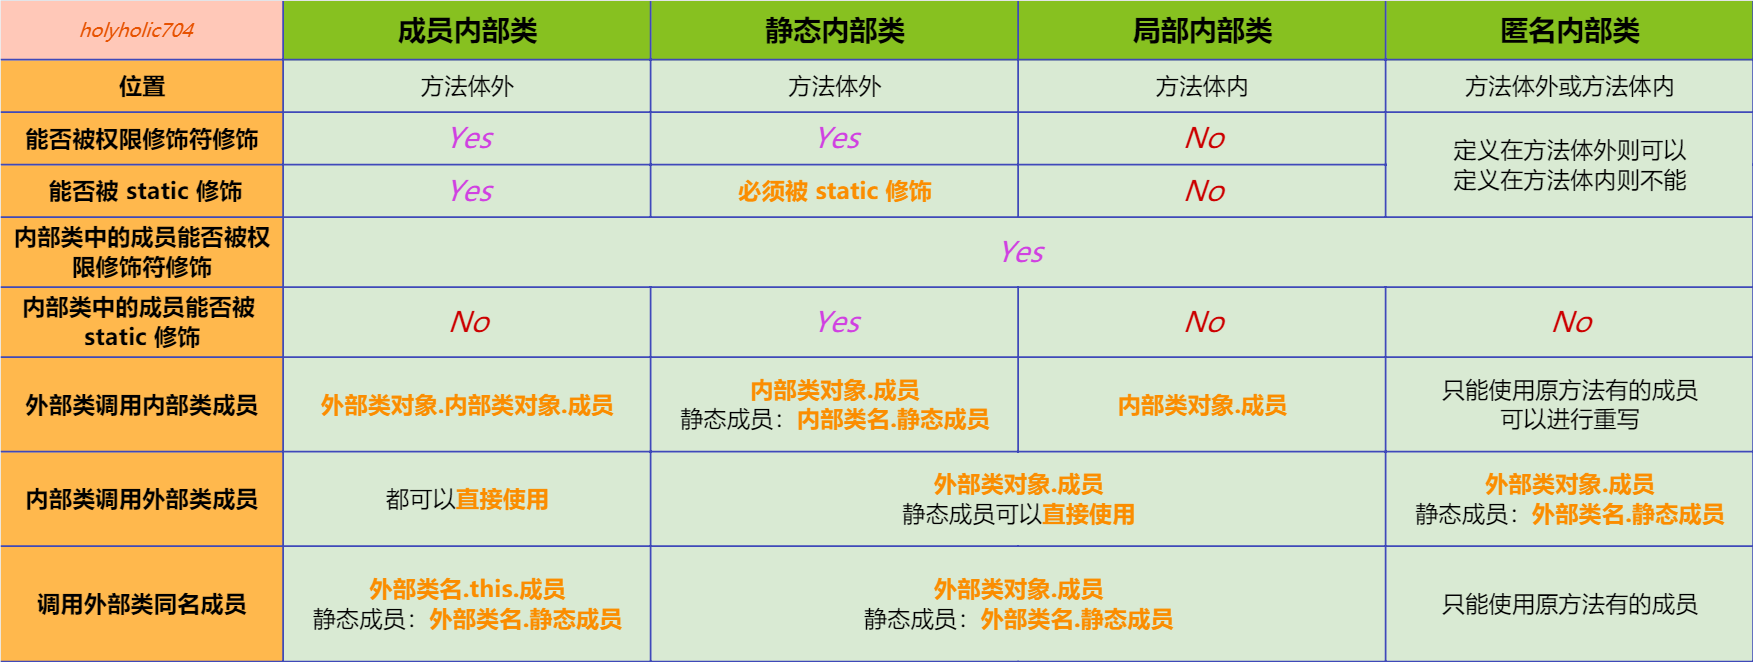 holyholic704
成员内部类
静态内部类
局部内部类
匿名内部类
位置
方法体外
方法体外
方法体内
方法体外或方法体内
能否被权限修饰符修饰
Yes
Yes
No
定义在方法体外则可以
定义在方法体内则不能
能否被 static 修饰
Yes
必须被 static 修饰
No
内部类中的成员能否被权
限修饰符修饰
Yes
内部类中的成员能否被
static 修饰
No
Yes
No
No
外部类调用内部类成员
外部类对象.内部类对象.成员
内部类对象.成员
静态成员：内部类名.静态成员
内部类对象.成员
只能使用原方法有的成员
可以进行重写
内部类调用外部类成员
都可以直接使用
外部类对象.成员
静态成员可以直接使用
外部类对象.成员
静态成员：外部类名.静态成员
调用外部类同名成员
外部类名.this.成员
静态成员：外部类名.静态成员
外部类对象.成员
静态成员：外部类名.静态成员
只能使用原方法有的成员